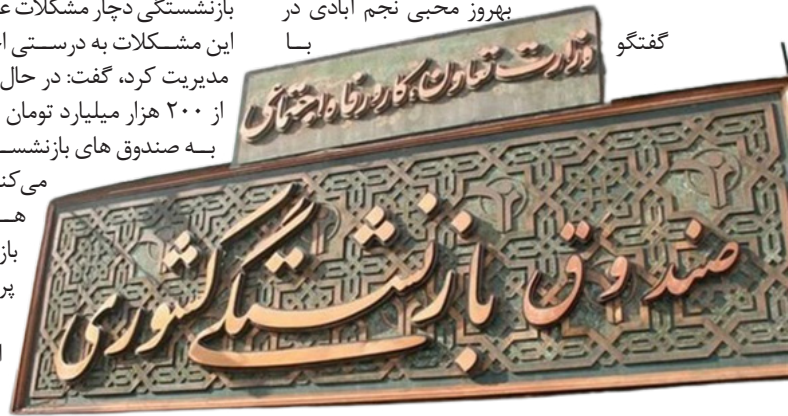 بهروز محبی نجم آبادی در
گفتگو با
وزارت تعاون، کار و رفاه اجتماعی
صندوق بازنشستگی کشوری
بازنشستگی دچار مشکلات
این مشکلات به درستی
مدیریت کرد، گفت: در حال
از ۲۰۰ هزار میلیارد تومان
به صندوق های